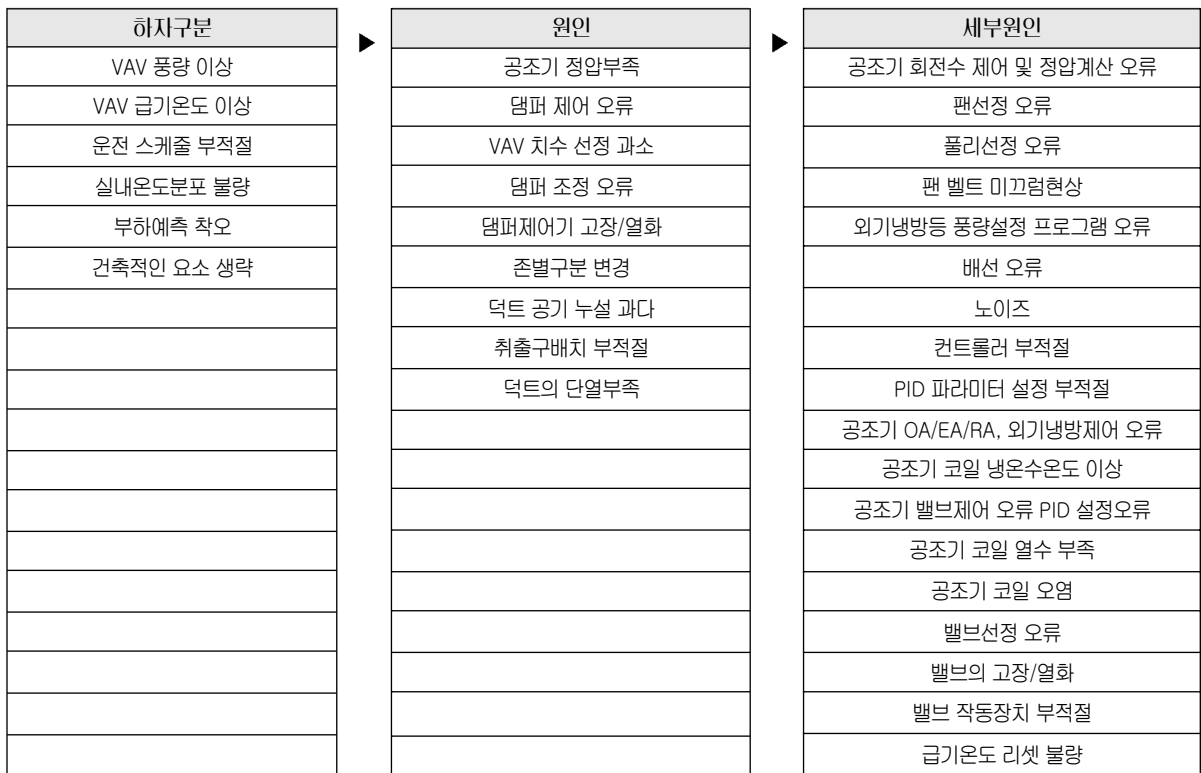 하자구분
VAV 풍량 이상
VAV 급기온도 이상
운전 스케줄 부적절
실내온도분포 불량
부하예측 착오
건축적인 요소 생략
▶
원인
공조기 정압부족
댐퍼 제어 오류
VAV 치수 선정 과소
댐퍼 조정 오류
댐퍼제어기 고장/열화
존별구분 변경
덕트 공기 누설 과다
취출구배치 부적절
덕트의 단열부족
▶
세부원인
공조기 회전수 제어 및 정압계산 오류
팬선정 오류
풀리선정 오류
팬 벨트 미끄럼현상
외기냉방등 풍량설정 프로그램 오류
배선 오류
노이즈
컨트롤러 부적절
PID 파라미터 설정 부적절
공조기 OA/EA/RA, 외기냉방제어 오류
공조기 코일 냉온수온도 이상
공조기 밸브제어 오류 PID 설정오류
공조기 코일 열수 부족
공조기 코일 오염
밸브선정 오류
밸브의 고장/열화
밸브 작동장치 부적절
급기온도 리셋 불량